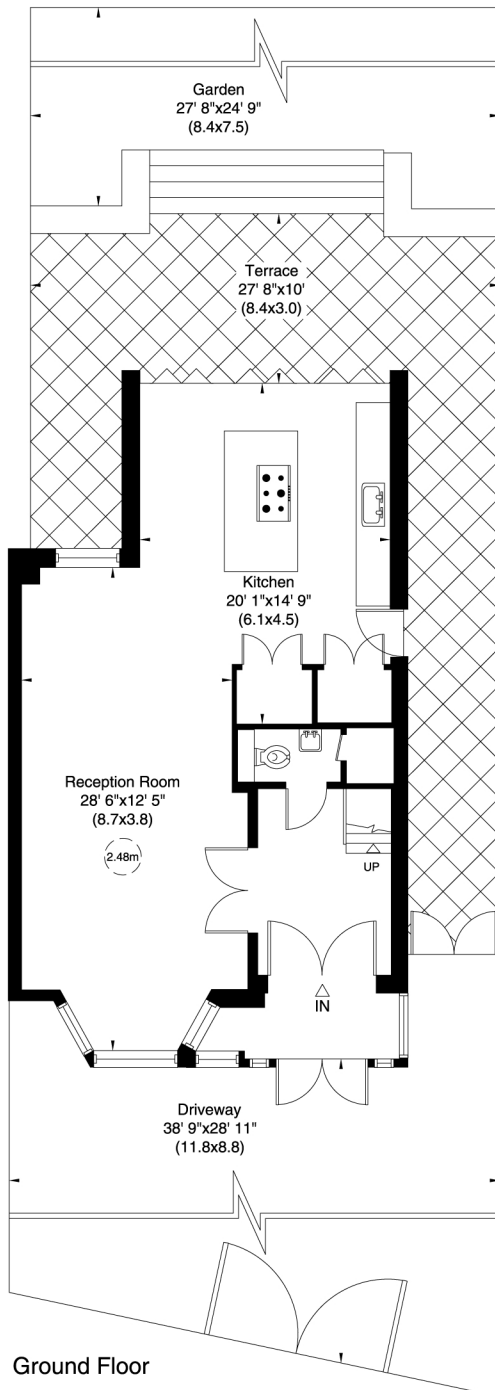 Garden
27' 8"x24' 9"
(8.4x7.5)
Terrace
27' 8"x10'
(8.4x3.0)
Kitchen
20' 1"x14' 9"
(6.1x4.5)
Reception Room
28' 6"x12' 5"
(8.7x3.8)
2.48m
UP
IN
Driveway
38' 9"x28' 11"
(11.8x8.8)
Ground Floor